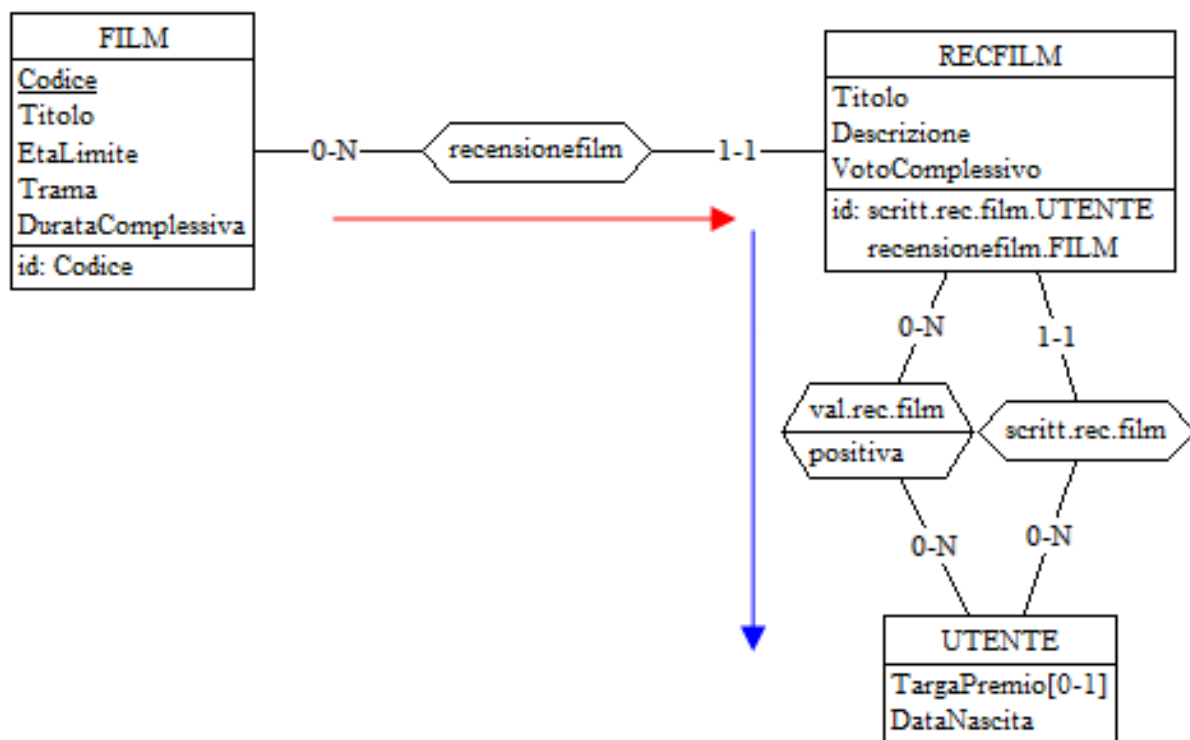 FILM
Codice
Titolo
EtaLimite
Trama
DurataComplessiva
id: Codice
0-N
recensionefilm
1-1
RECFILM
Titolo
Descrizione
VotoComplessivo
id: scritt.rec.film.UTENTE
recensionefilm.FILM
0-N
1-1
val.rec.film
positiva
scritt.rec.film
0-N
0-N
UTENTE
TargaPremio[0-1]
DataNascita